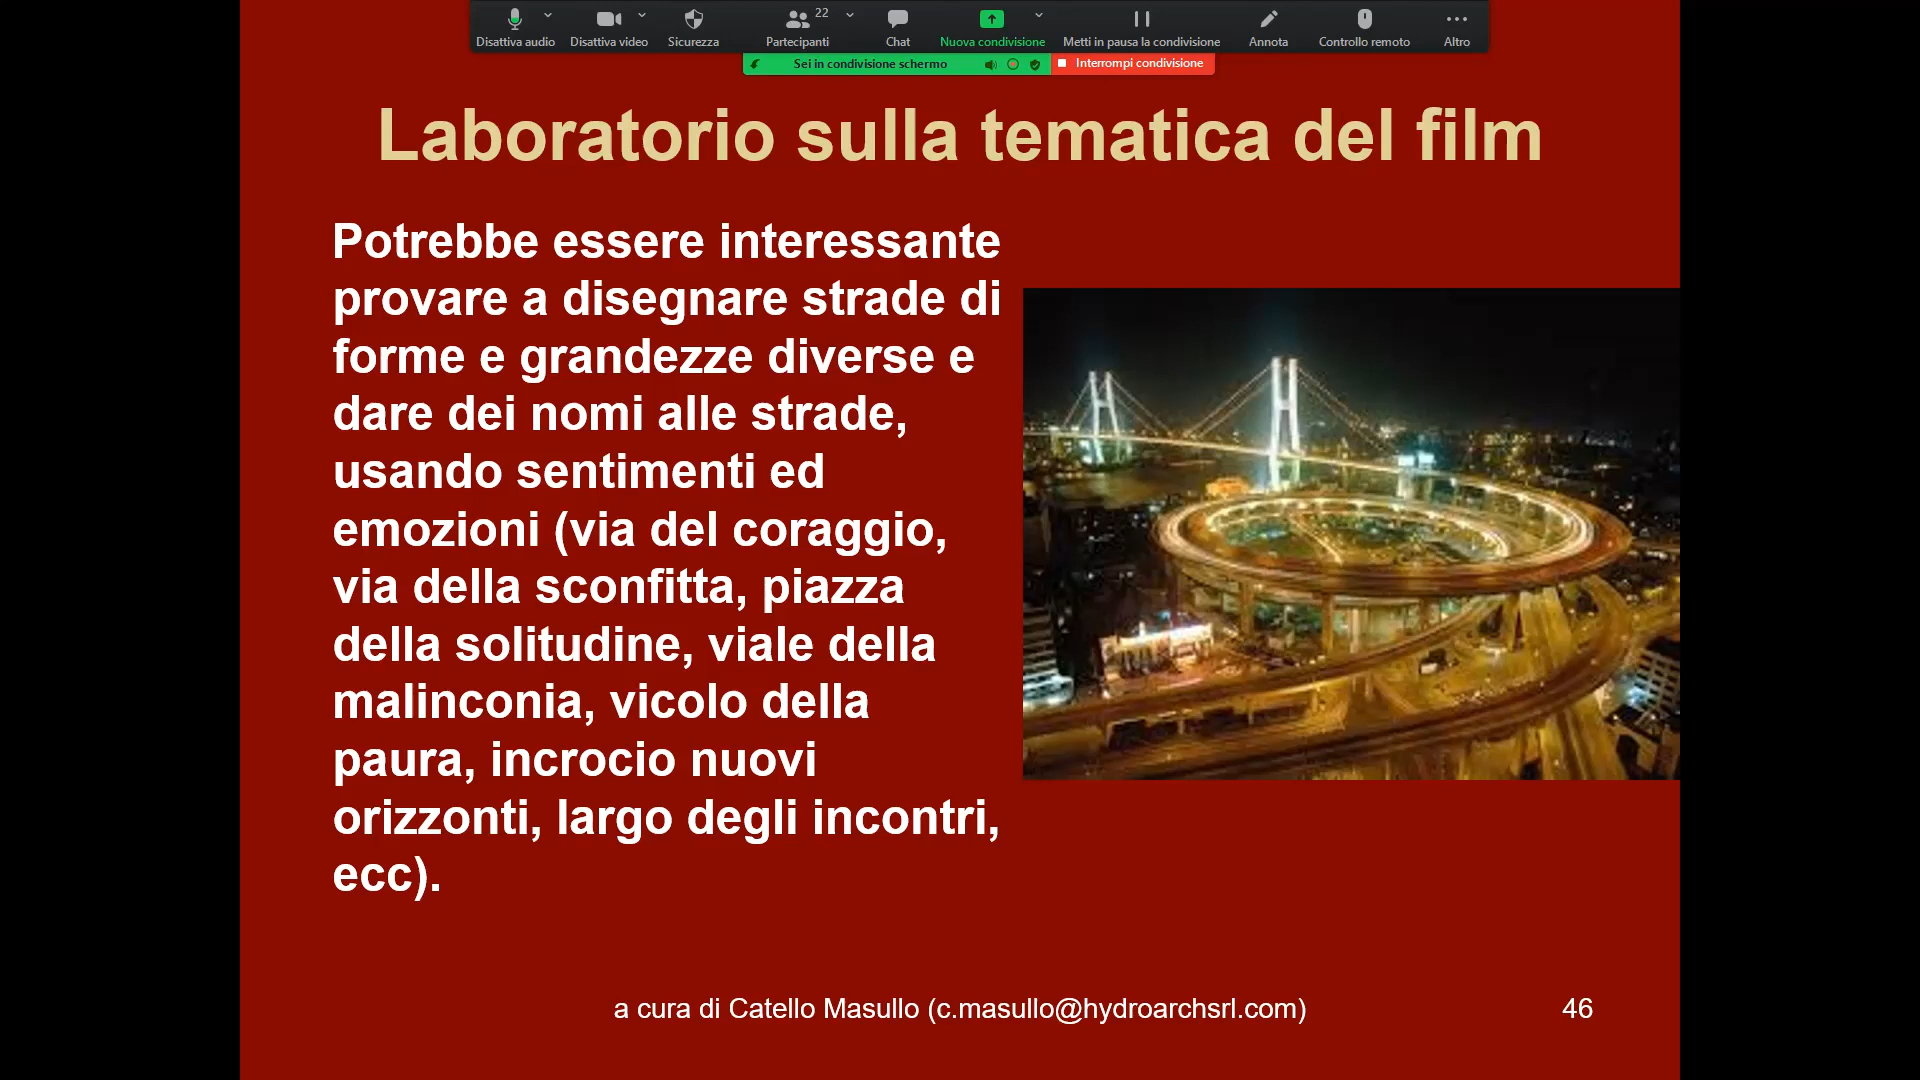 Disattiva audio
Disattiva video
Sicurezza
22
Partecipanti
Chat
Nuova condivisione
Metti in pausa la condivisione
Annota
Controllo remoto
Altro
Sei in condivisione schermo
Interrompi condivisione
Laboratorio sulla tematica del film
Potrebbe essere interessante
provare a disegnare strade di
forme e grandezze diverse e
dare dei nomi alle strade,
usando sentimenti ed
emozioni (via del coraggio,
via della sconfitta, piazza
della solitudine, viale della
malinconia, vicolo della
paura, incrocio nuovi
orizzonti, largo degli incontri,
ecc).
a cura di Catello Masullo (c.masullo@hydroarchsrl.com)
46